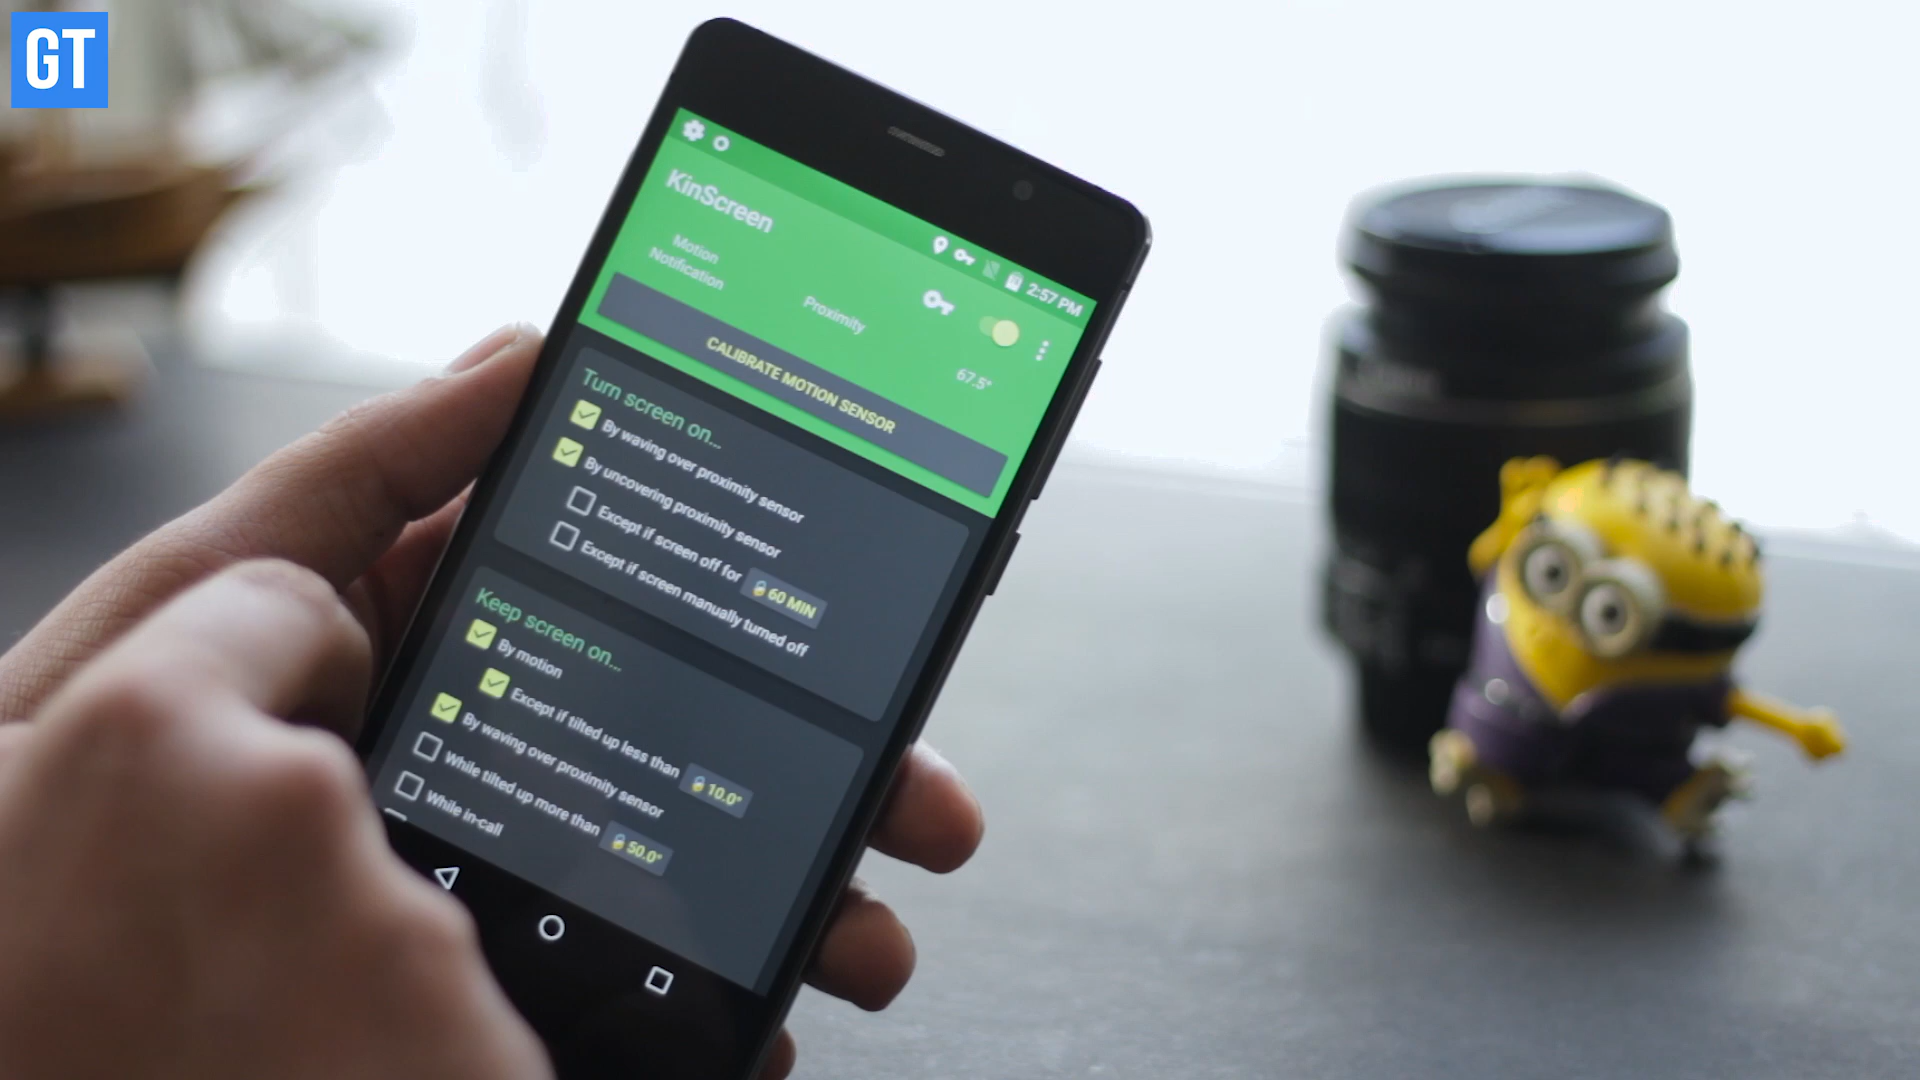 GT
2:57 PM
KinScreen
Motion
Notification
Proximity
67.5°
CALIBRATE MOTION SENSOR
Turn screen on...
By waving over proximity sensor
By uncovering proximity sensor
Except if screen off for 60 MIN
Except if screen manually turned off
Keep screen on...
By motion
Except if tilted up less than 10.0°
By waving over proximity sensor
While tilted up more than 50.0°
While in-call